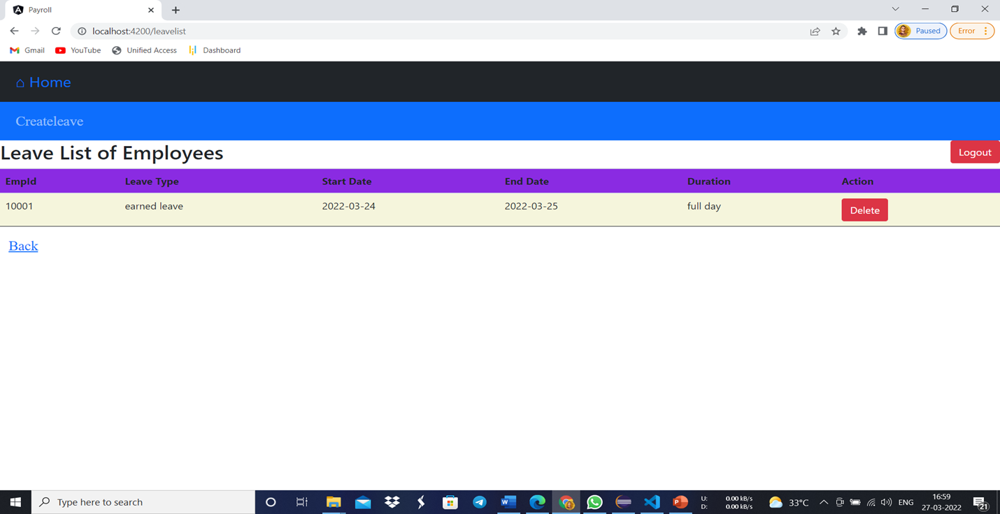 Payroll
localhost:4200/leavelist
Paused
Error
Gmail
YouTube
Unified Access
Dashboard
Home
Createleave
Leave List of Employees
Logout
EmpId Leave Type Start Date End Date Duration Action
10001 earned leave 2022-03-24 2022-03-25 full day Delete
Back
Type here to search
U: 0.00 kB/s
D: 0.00 kB/s
33°C
ENG
16:59
27-03-2022
21